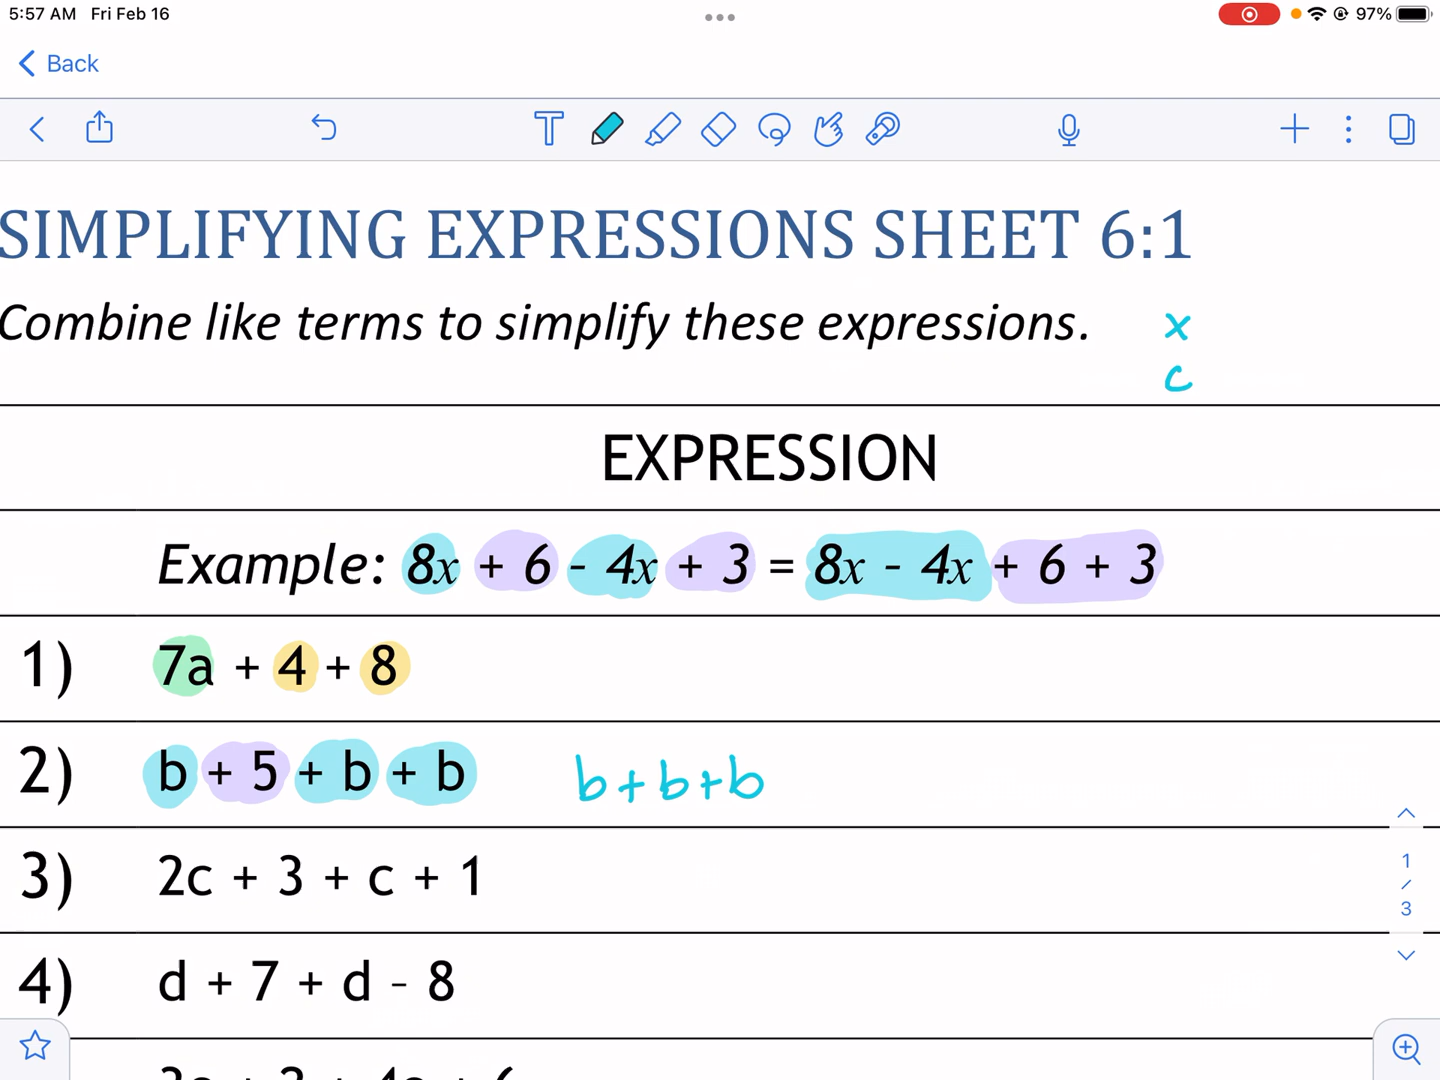 5:57 AM Fri Feb 16 97%
Back
SIMPLIFYING EXPRESSIONS SHEET 6:1
Combine like terms to simplify these expressions. x
c
EXPRESSION
Example: 8x + 6 - 4x + 3 = 8x - 4x + 6 + 3
1) 7a + 4 + 8
2) b + 5 + b + b b+b+b
3) 2c + 3 + c + 1
1
/
3
4) d + 7 + d - 8